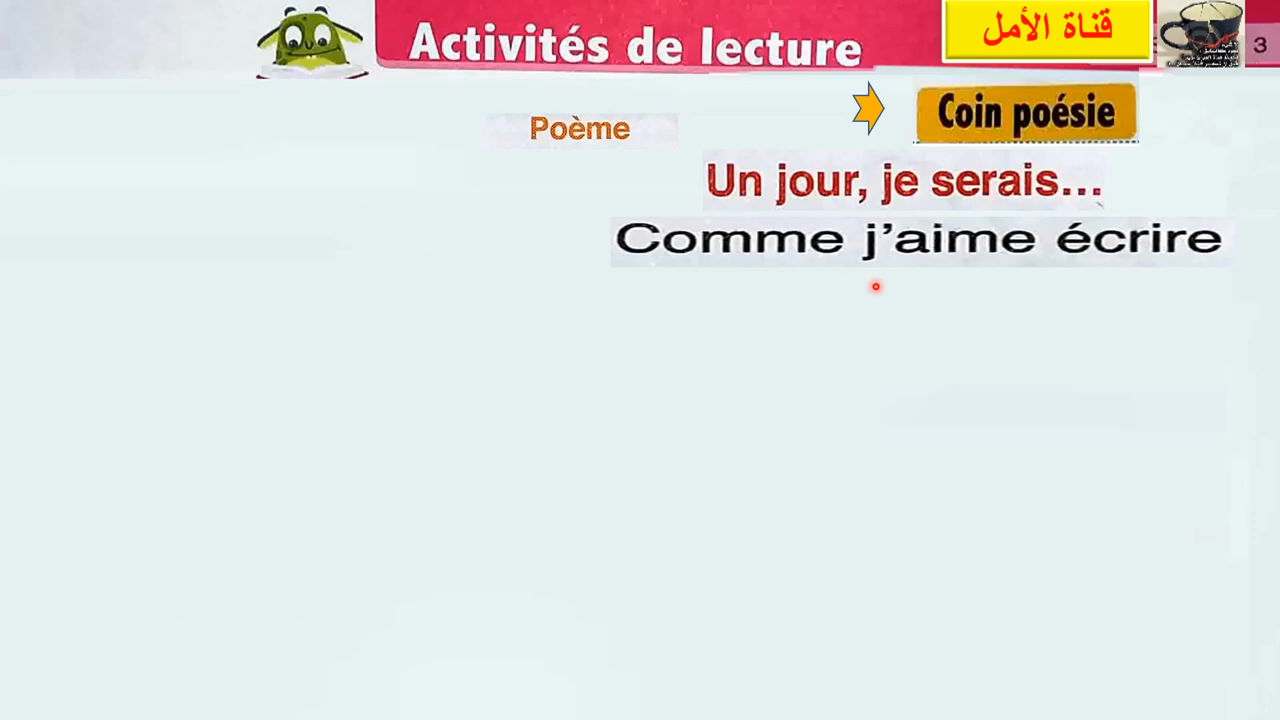 Activités de lecture
قناة الأمل
3
Coin poésie
Poème
Un jour, je serais...
Comme j'aime écrire